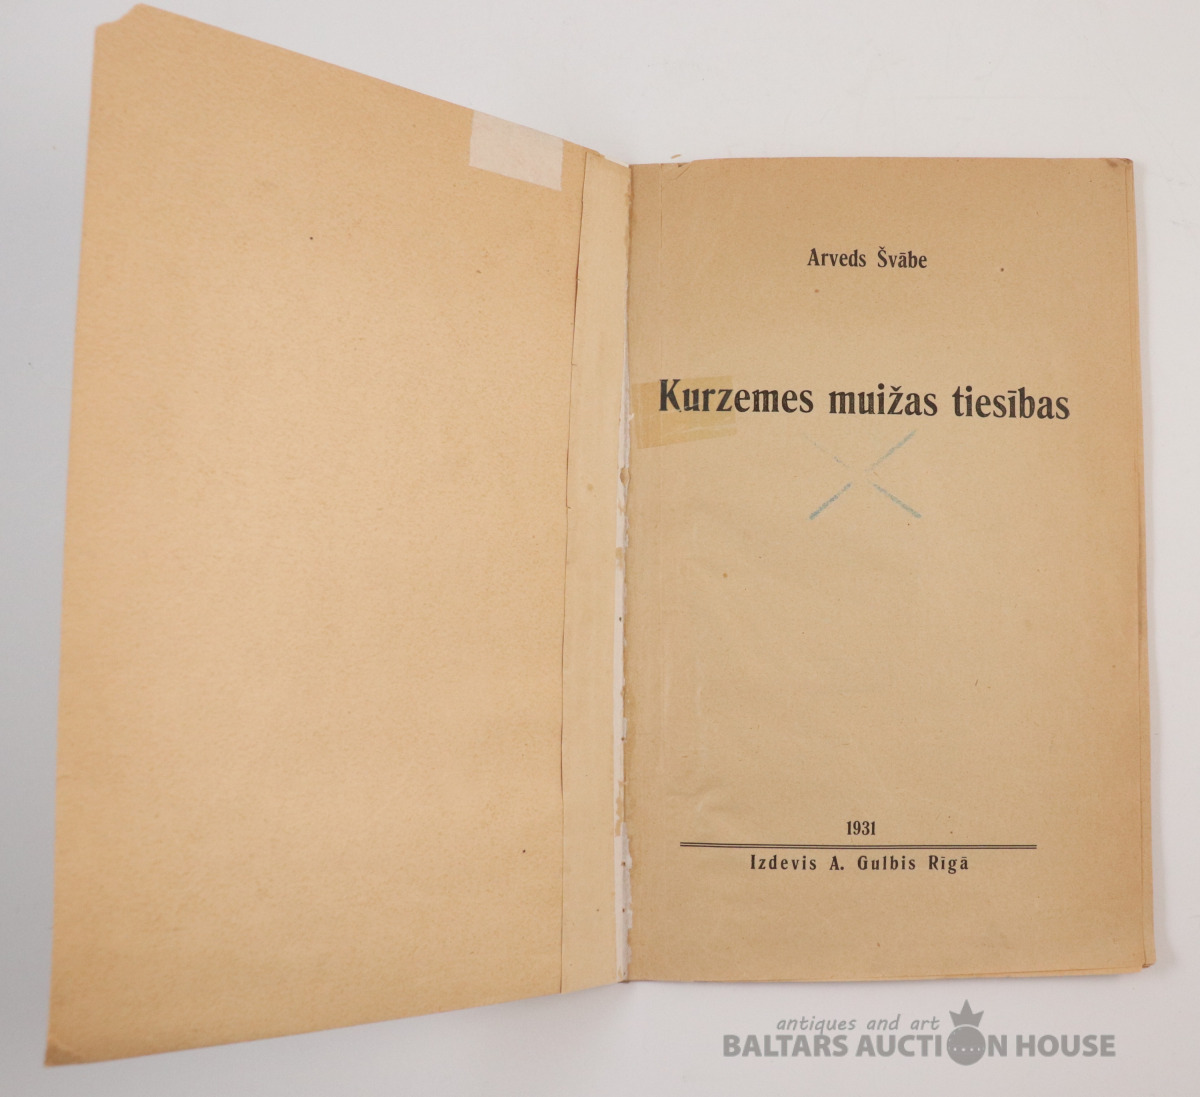 Arveds Švābe
Kurzemes muižas tiesības
1931
Izdevis A. Gulbis Rīgā
antiques and art
BALTARS AUCTION HOUSE